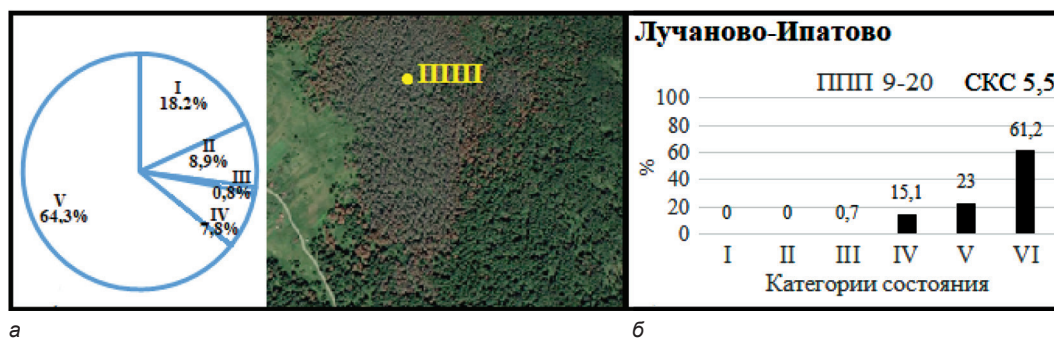 I
18.2%
II
8,9%
III
0,8%
IV
7,8%
V
64.3%
ППП
Лучаново-Ипатово
ППП 9-20 СКС 5,5
%
100
80
60
40
20
0
0
0
0,7
15,1
23
61,2
I II III IV V VI
Категории состояния
а
б